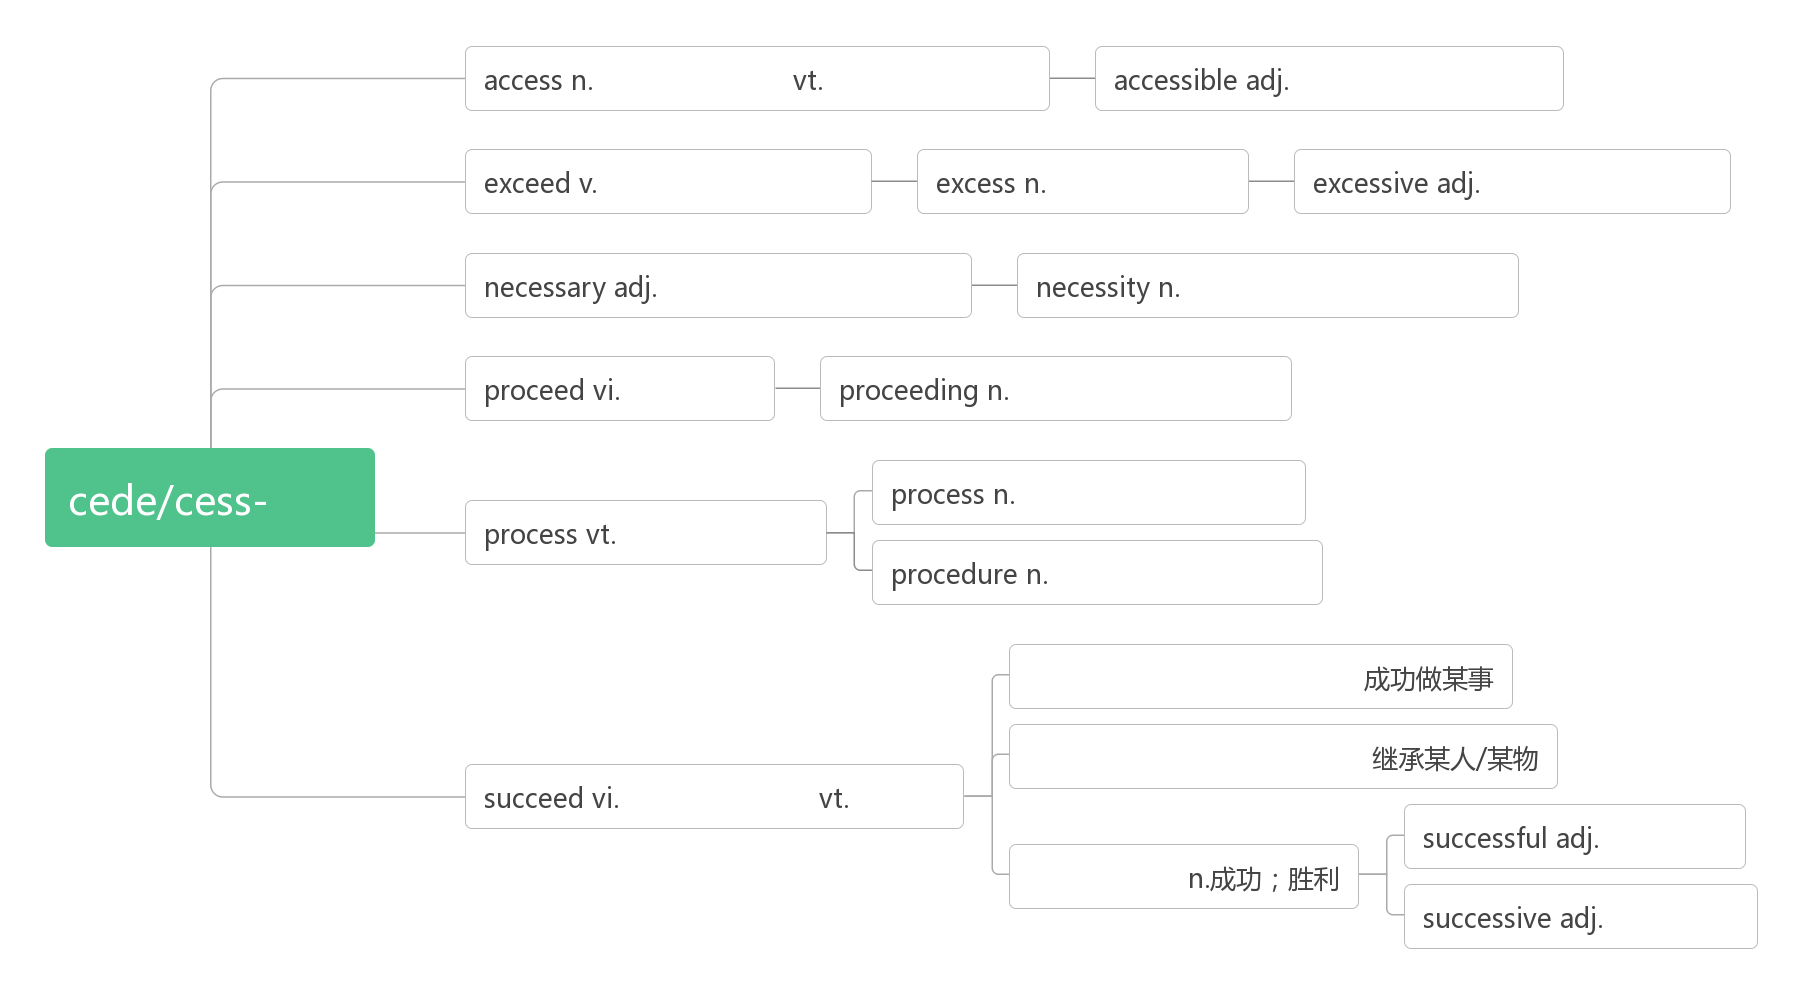 access n. vt.
accessible adj.
exceed v.
excess n.
excessive adj.
necessary adj.
necessity n.
proceed vi.
proceeding n.
cede/cess-
process vt.
process n.
procedure n.
succeed vi. vt.
成功做某事
继承某人/某物
n.成功；胜利
successful adj.
successive adj.